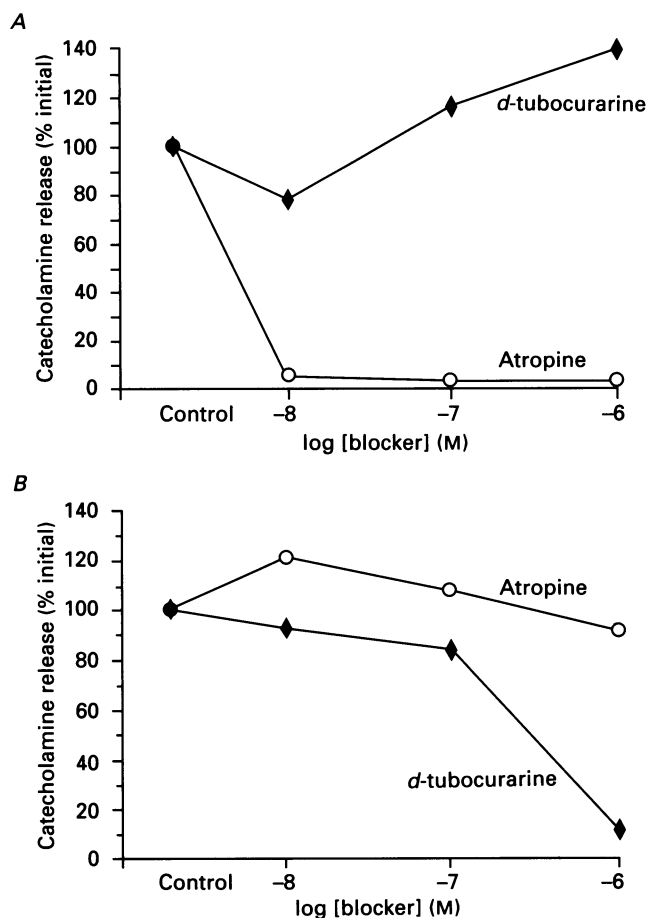 A
Catecholamine release (% initial)
140
120
100
80
60
40
20
0
d-tubocurarine
Atropine
Control
−8
−7
−6
log [blocker] (M)
B
Catecholamine release (% initial)
140
120
100
80
60
40
20
0
Atropine
d-tubocurarine
Control
−8
−7
−6
log [blocker] (M)